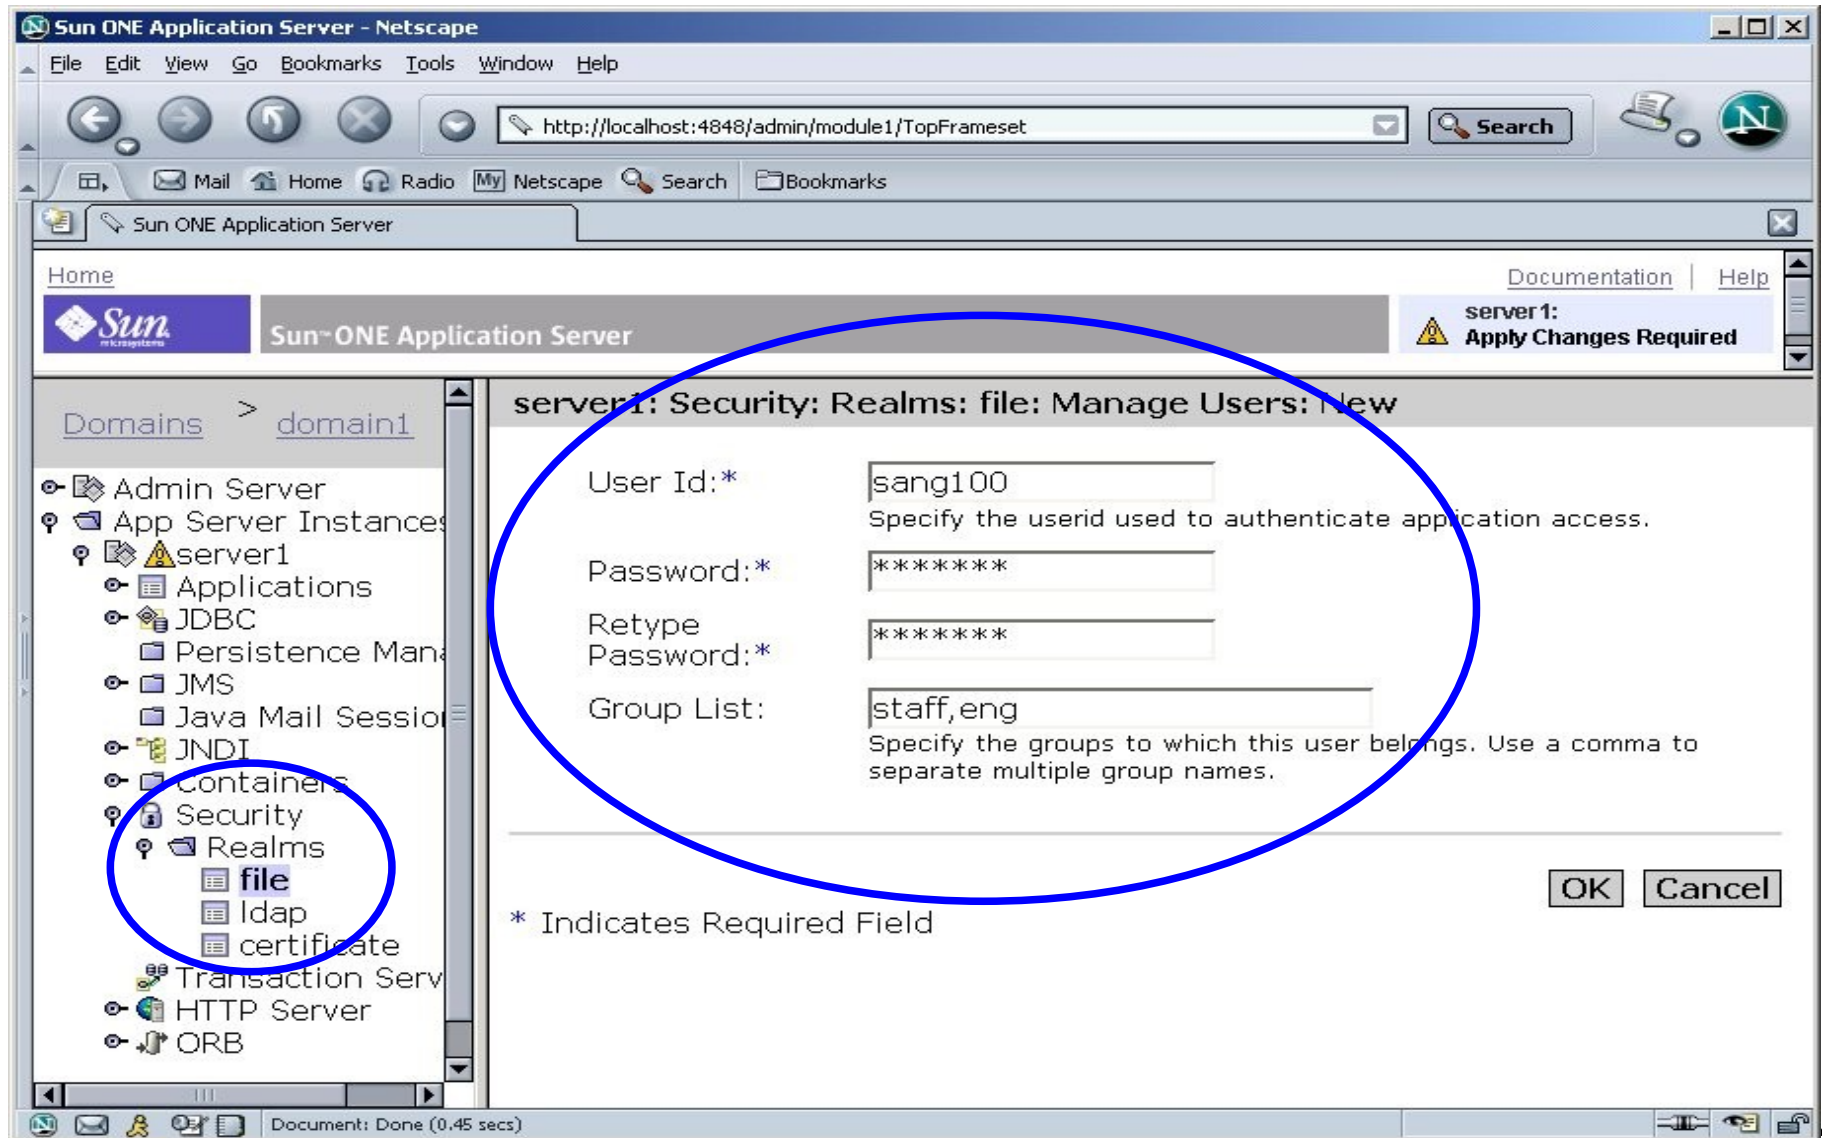 Sun ONE Application Server - Netscape
File Edit View Go Bookmarks Tools Window Help
http://localhost:4848/admin/module1/TopFrameset Search N
Mail Home Radio My Netscape Search Bookmarks
Sun ONE Application Server
Home Documentation | Help
Sun microsystems
Sun™ ONE Application Server
server1:
Apply Changes Required
Domains > domain1
Admin Server
App Server Instances
server1
Applications
JDBC
Persistence Mana
JMS
Java Mail Session
JNDI
Containers
Security
Realms
file
ldap
certificate
Transaction Serv
HTTP Server
ORB
server1: Security: Realms: file: Manage Users: New
User Id:* sang100
Specify the userid used to authenticate application access.
Password:* *******
Retype
Password:* *******
Group List: staff,eng
Specify the groups to which this user belongs. Use a comma to
separate multiple group names.
OK Cancel
* Indicates Required Field
Document: Done (0.45 secs)